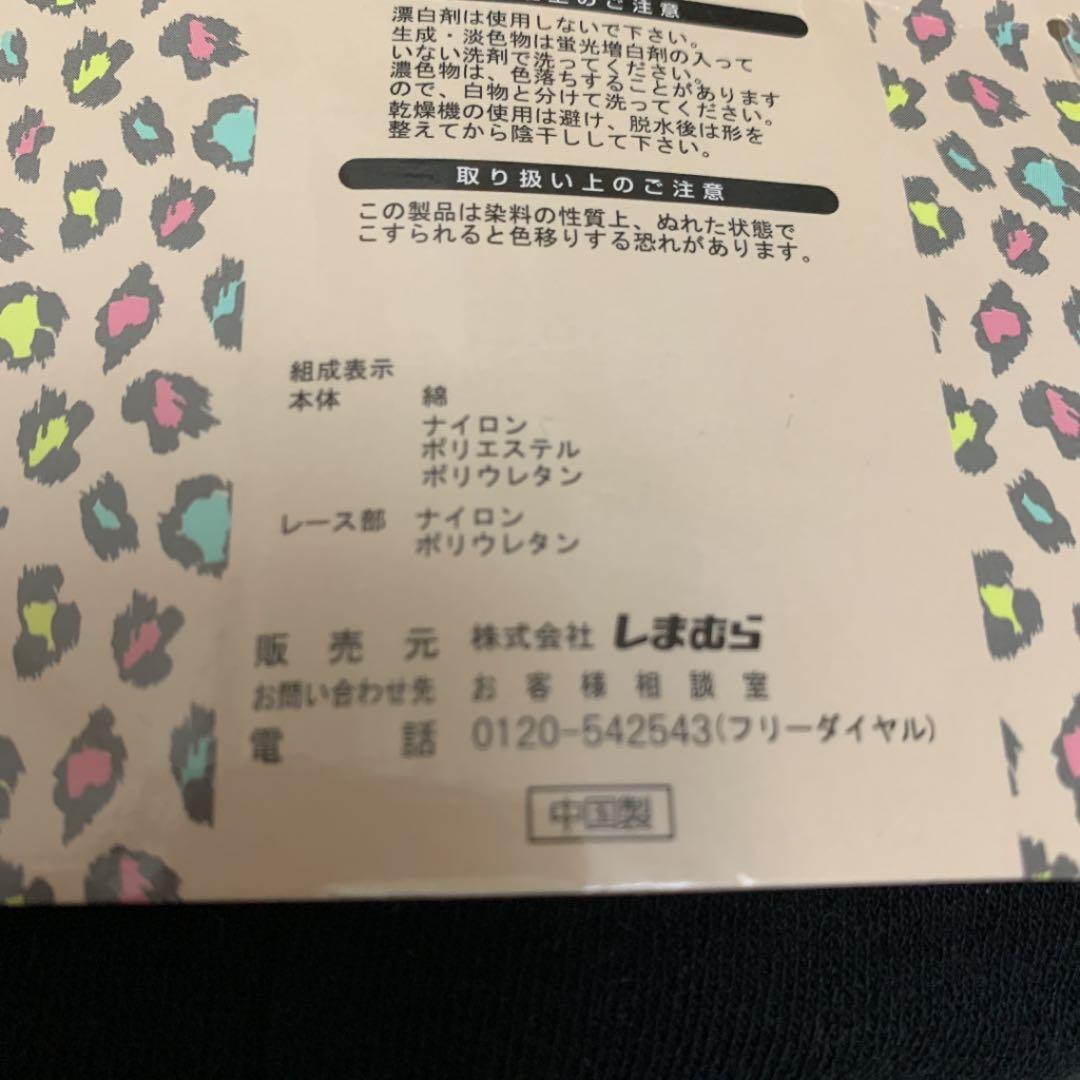 上のご注意
漂白剤は使用しないで下さい。
生成・淡色物は蛍光増白剤の入って
いない洗剤で洗ってください。
濃色物は、色落ちすることがあります
ので、白物と分けて洗ってください。
乾燥機の使用は避け、脱水後は形を
整えてから陰干しして下さい。
取り扱い上のご注意
この製品は染料の性質上、ぬれた状態で
こすられると色移りする恐れがあります。
組成表示
本体 綿
ナイロン
ポリエステル
ポリウレタン
レース部 ナイロン
ポリウレタン
販売元 株式会社 しまむら
お問い合わせ先 お客様相談室
電話 0120-542543(フリーダイヤル)
中国製